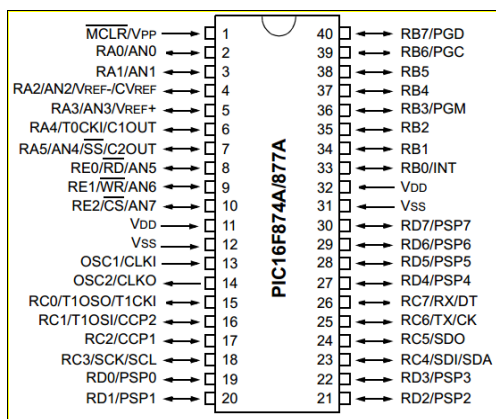 MCLR/VPP 1 40 RB7/PGD
RA0/AN0 2 39 RB6/PGC
RA1/AN1 3 38 RB5
RA2/AN2/VREF-/CVREF 4 37 RB4
RA3/AN3/VREF+ 5 36 RB3/PGM
RA4/T0CKI/C1OUT 6 35 RB2
RA5/AN4/SS/C2OUT 7 34 RB1
RE0/RD/AN5 8 33 RB0/INT
RE1/WR/AN6 9 32 VDD
RE2/CS/AN7 10 31 VSS
VDD 11 30 RD7/PSP7
VSS 12 29 RD6/PSP6
OSC1/CLKI 13 28 RD5/PSP5
OSC2/CLKO 14 27 RD4/PSP4
RC0/T1OSO/T1CKI 15 26 RC7/RX/DT
RC1/T1OSI/CCP2 16 25 RC6/TX/CK
RC2/CCP1 17 24 RC5/SDO
RC3/SCK/SCL 18 23 RC4/SDI/SDA
RD0/PSP0 19 22 RD3/PSP3
RD1/PSP1 20 21 RD2/PSP2
PIC16F874A/877A